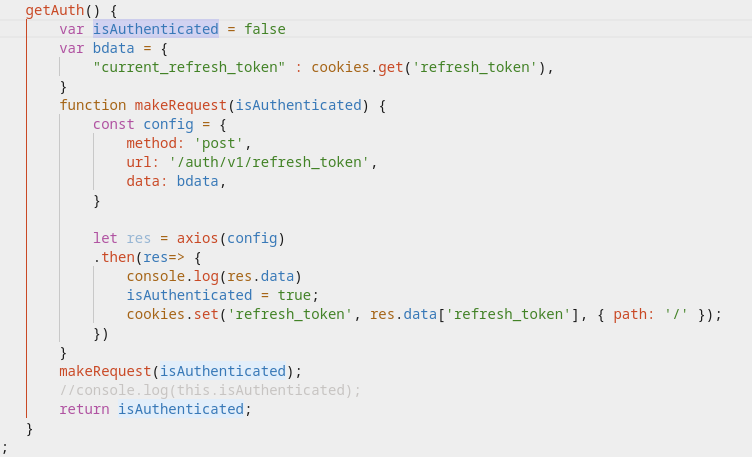 getAuth() {
var isAuthenticated = false
var bdata = {
"current_refresh_token" : cookies.get('refresh_token'),
}
function makeRequest(isAuthenticated) {
const config = {
method: 'post',
url: '/auth/v1/refresh_token',
data: bdata,
}
let res = axios(config)
.then(res=> {
console.log(res.data)
isAuthenticated = true;
cookies.set('refresh_token', res.data['refresh_token'], { path: '/' });
})
}
makeRequest(isAuthenticated);
//console.log(this.isAuthenticated);
return isAuthenticated;
}
;